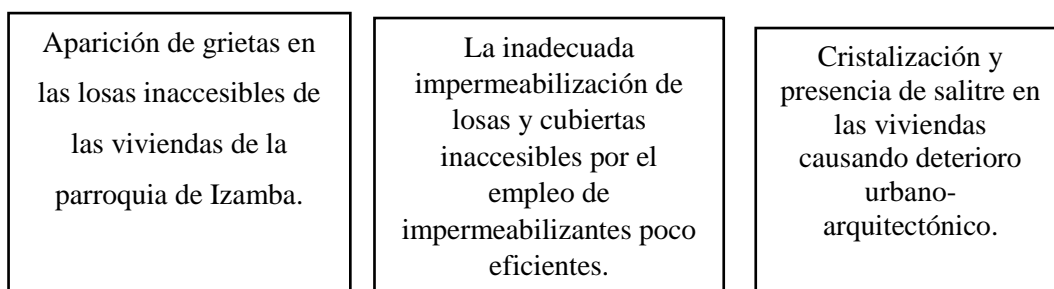 Aparición de grietas en
las losas inaccesibles de
las viviendas de la
parroquia de Izamba.
La inadecuada
impermeabilización de
losas y cubiertas
inaccesibles por el
empleo de
impermeabilizantes poco
eficientes.
Cristalización y
presencia de salitre en
las viviendas
causando deterioro
urbano-
arquitectónico.